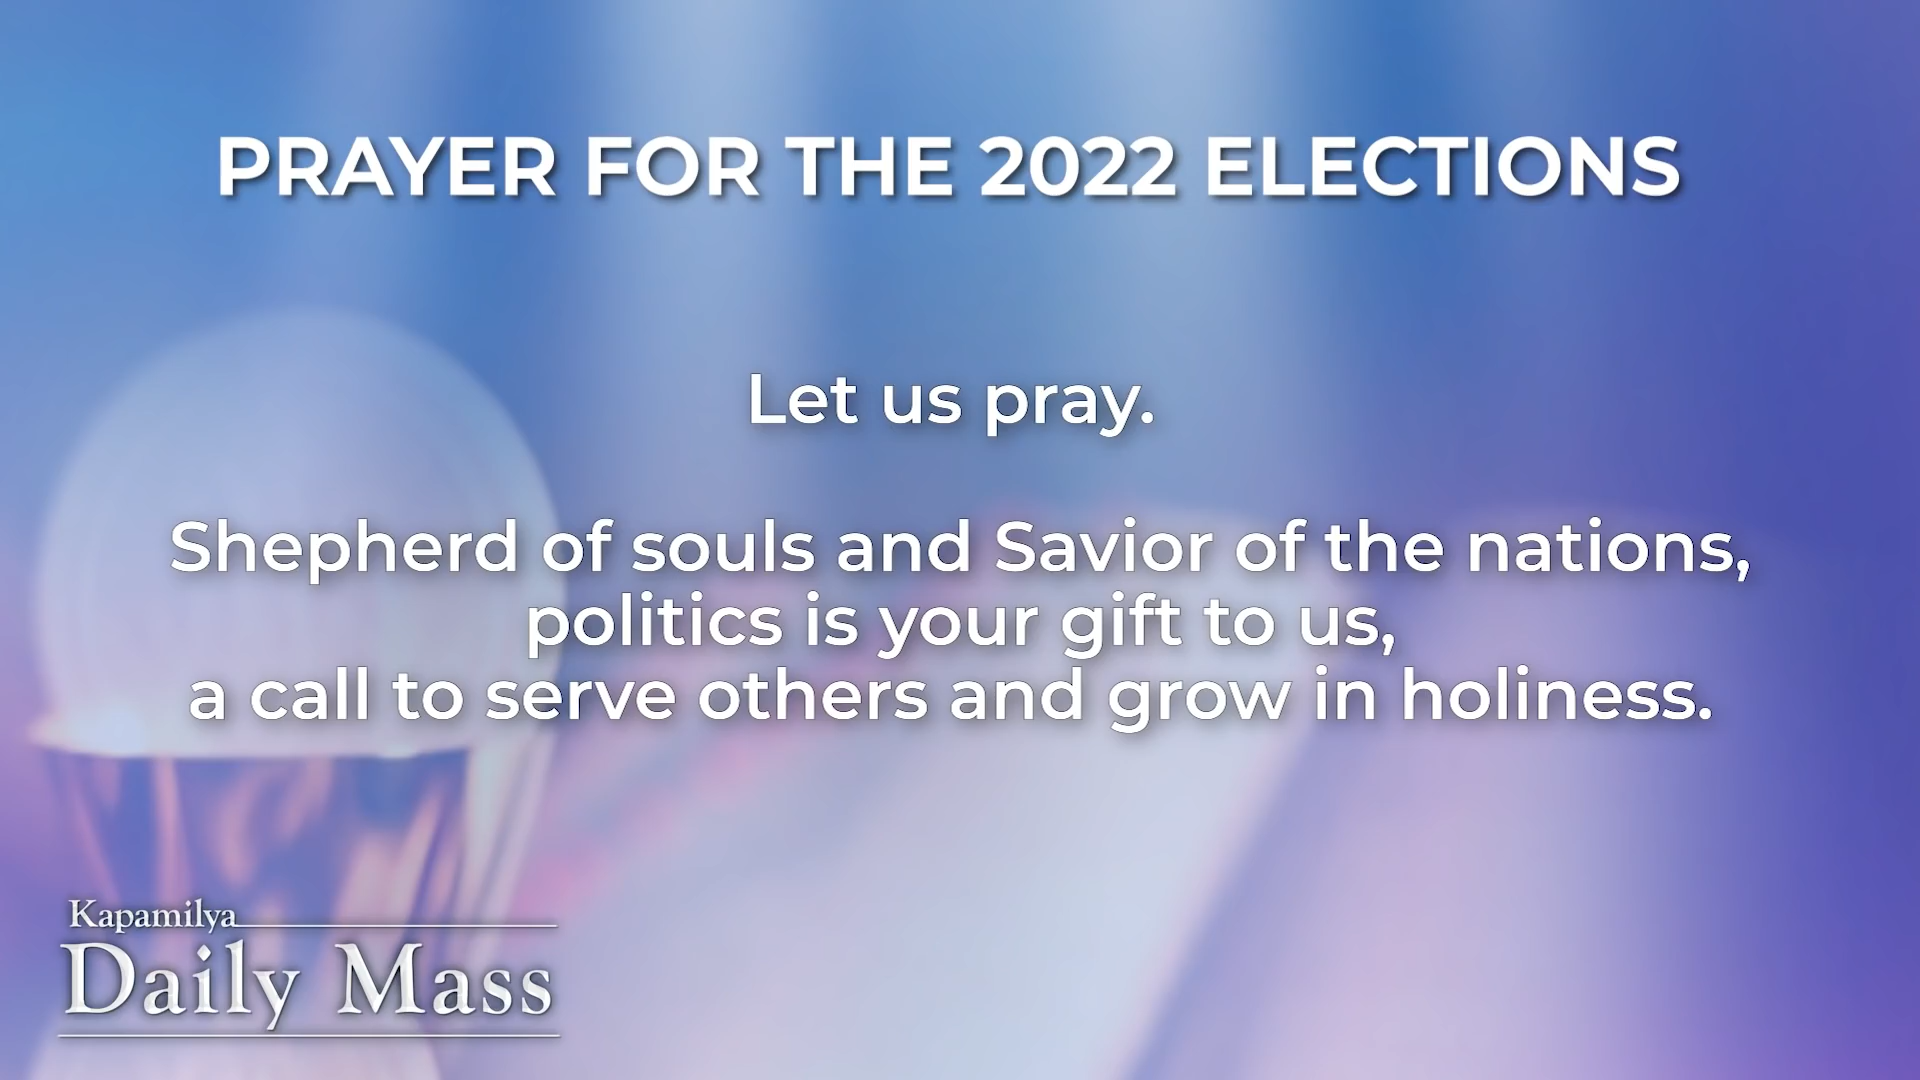 PRAYER FOR THE 2022 ELECTIONS
Let us pray.
Shepherd of souls and Savior of the nations,
politics is your gift to us,
a call to serve others and grow in holiness.
Kapamilya
Daily Mass